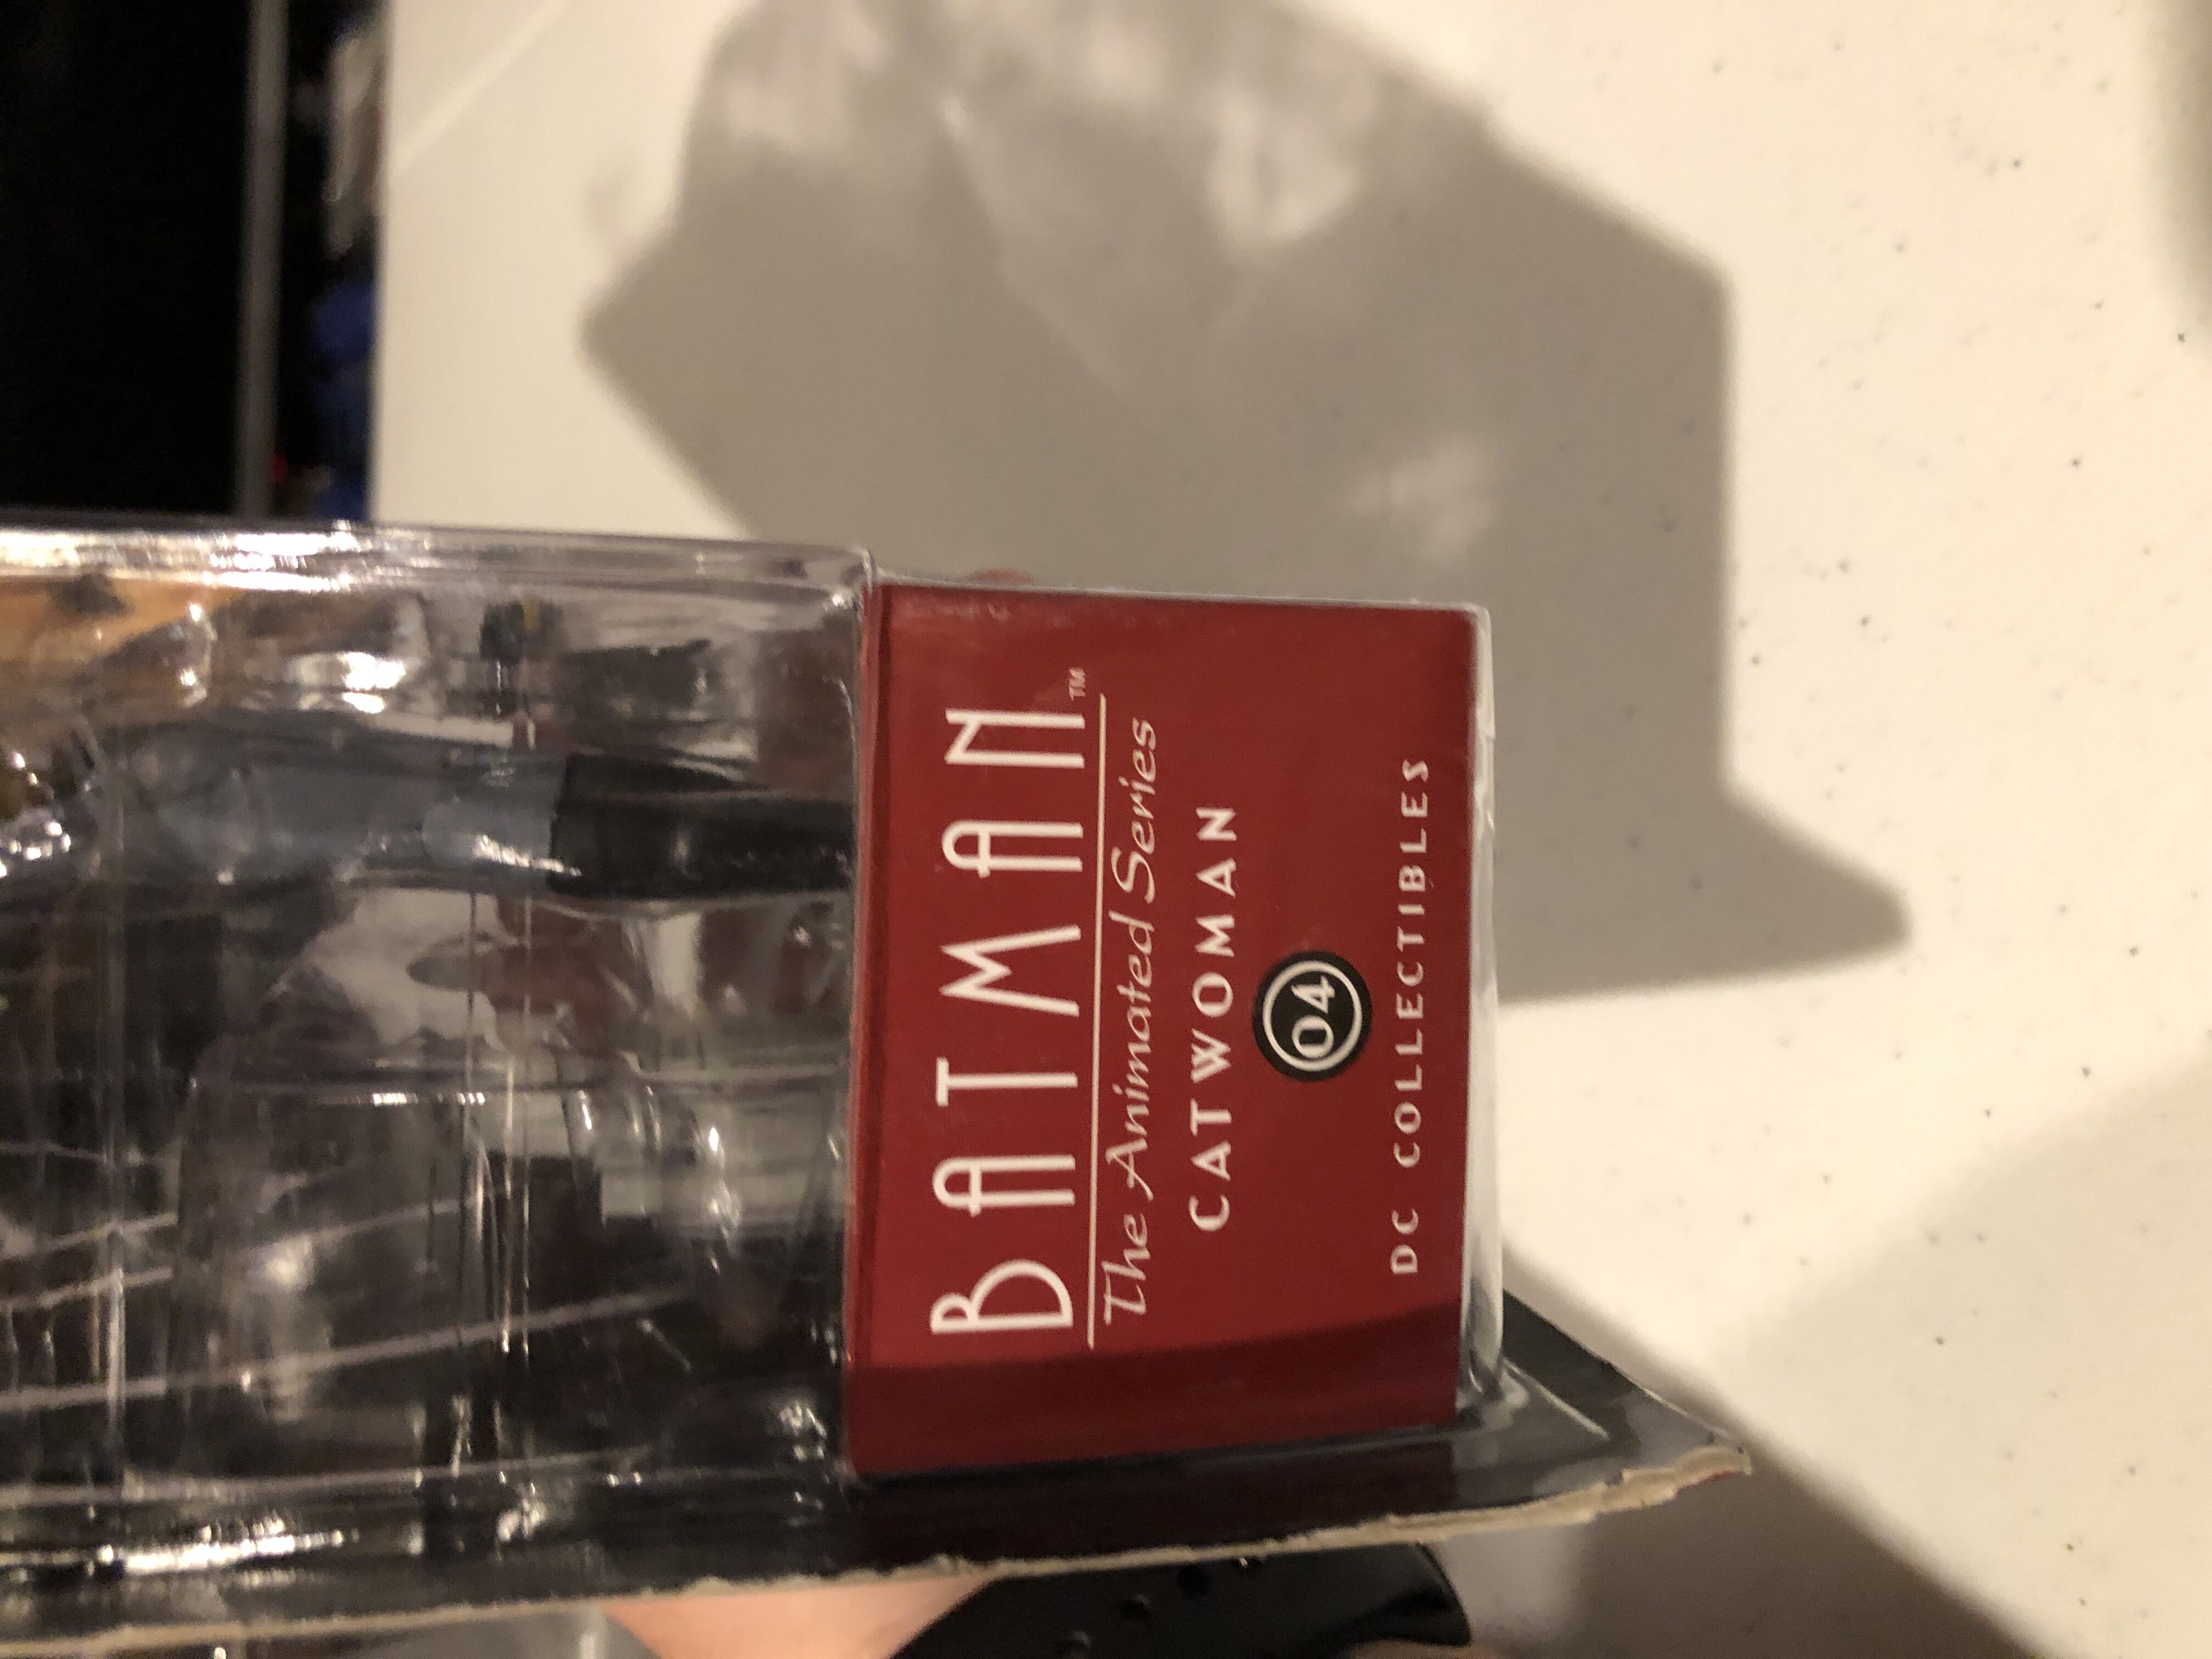 BATMAN™
The Animated Series
CATWOMAN
04
DC COLLECTIBLES